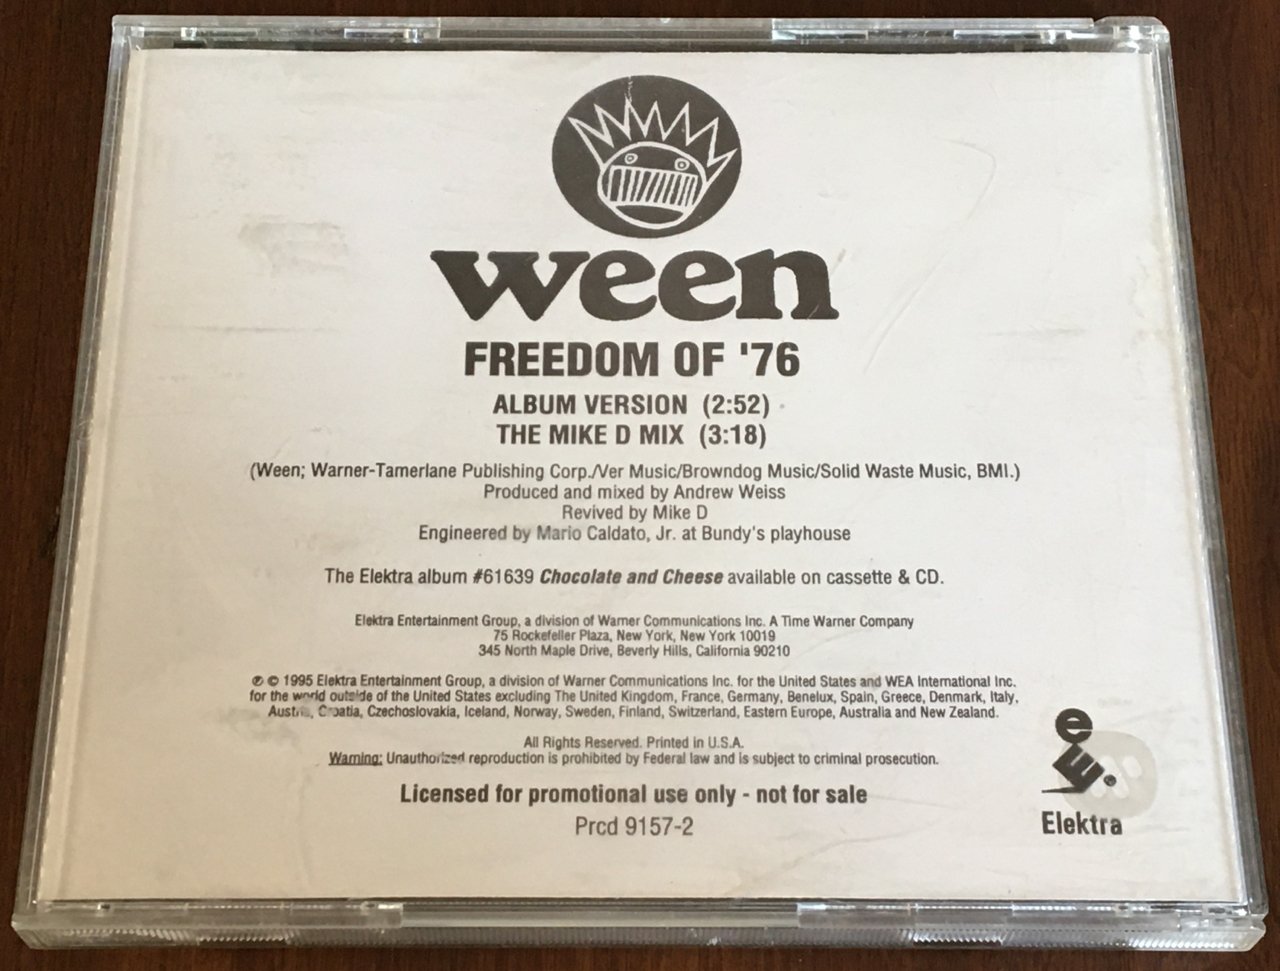 ween
FREEDOM OF '76
ALBUM VERSION (2:52)
THE MIKE D MIX (3:18)
(Ween; Warner-Tamerlane Publishing Corp./Ver Music/Browndog Music/Solid Waste Music, BMI.)
Produced and mixed by Andrew Weiss
Revived by Mike D
Engineered by Mario Caldato, Jr. at Bundy's playhouse
The Elektra album #61639 Chocolate and Cheese available on cassette & CD.
Elektra Entertainment Group, a division of Warner Communications Inc. A Time Warner Company
75 Rockefeller Plaza, New York, New York 10019
345 North Maple Drive, Beverly Hills, California 90210
℗ © 1995 Elektra Entertainment Group, a division of Warner Communications Inc. for the United States and WEA International Inc.
for the world outside of the United States excluding The United Kingdom, France, Germany, Benelux, Spain, Greece, Denmark, Italy,
Austria, Croatia, Czechoslovakia, Iceland, Norway, Sweden, Finland, Switzerland, Eastern Europe, Australia and New Zealand.
All Rights Reserved. Printed in U.S.A.
Warning: Unauthorized reproduction is prohibited by Federal law and is subject to criminal prosecution.
Licensed for promotional use only - not for sale
Prcd 9157-2
Elektra